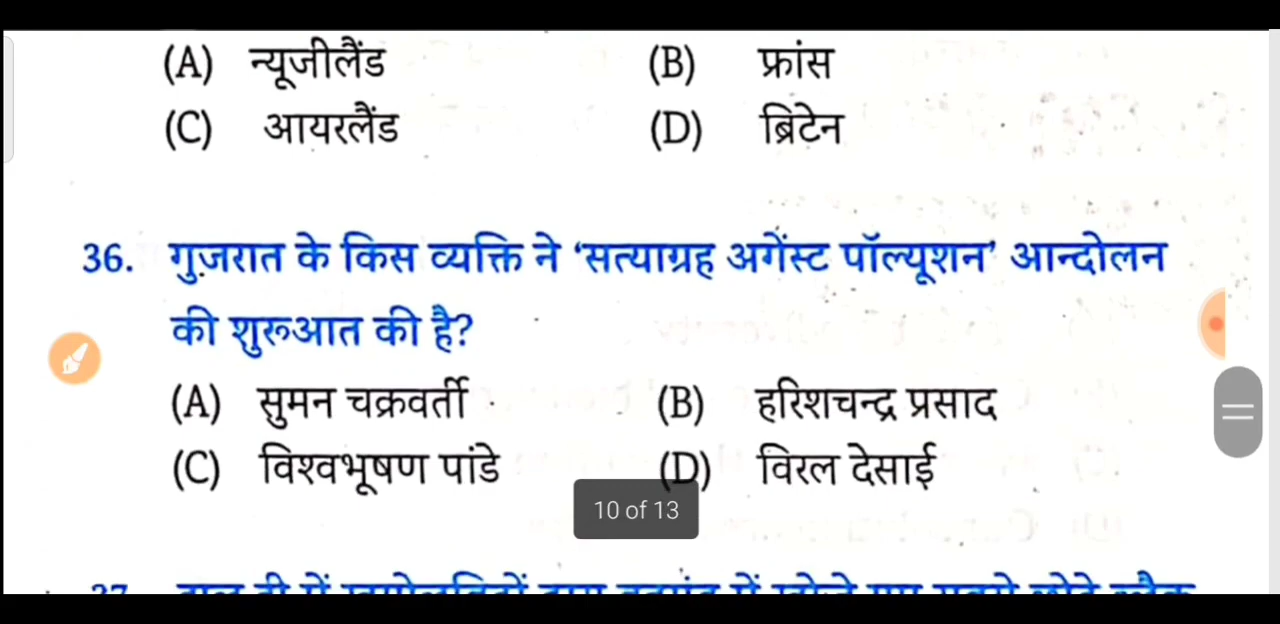 (A) न्यूजीलैंड (B) फ्रांस
(C) आयरलैंड (D) ब्रिटेन
36. गुजरात के किस व्यक्ति ने ‘सत्याग्रह अगेंस्ट पॉल्यूशन’ आन्दोलन
की शुरूआत की है?
(A) सुमन चक्रवर्ती (B) हरिशचन्द्र प्रसाद
(C) विश्वभूषण पांडे (D) विरल देसाई
10 of 13